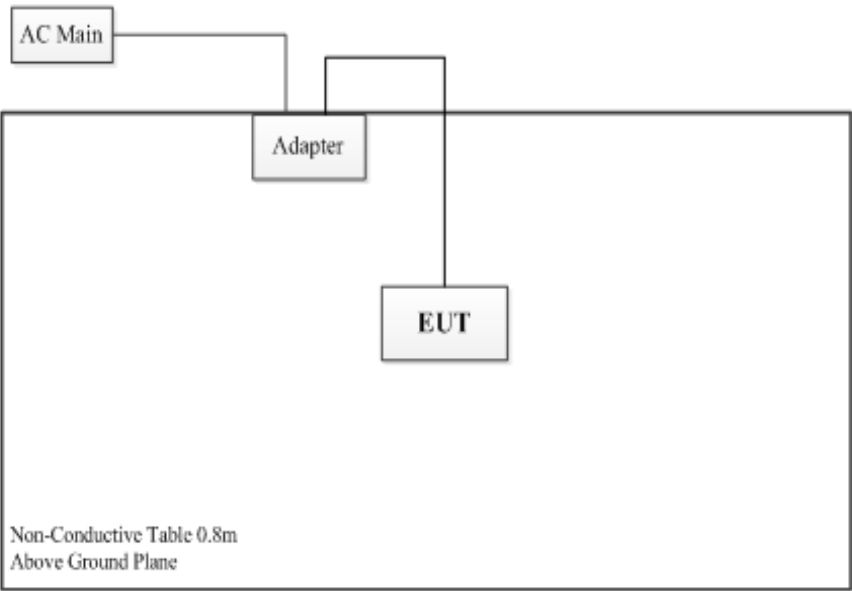 AC Main
Adapter
EUT
Non-Conductive Table 0.8m
Above Ground Plane